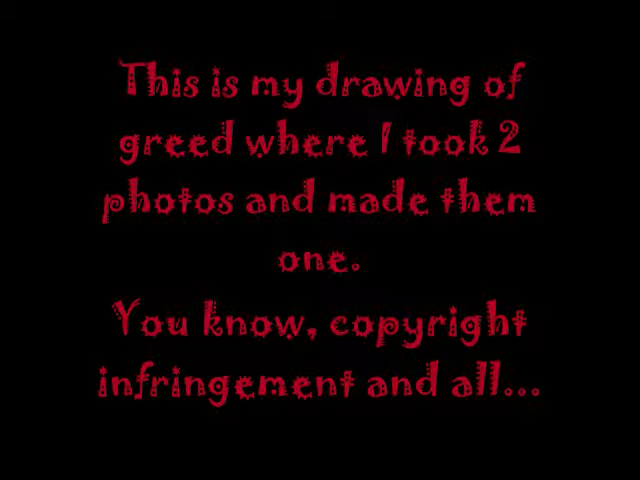 This is my drawing of
greed where I took 2
photos and made them
one.
You know, copyright
infringement and all...